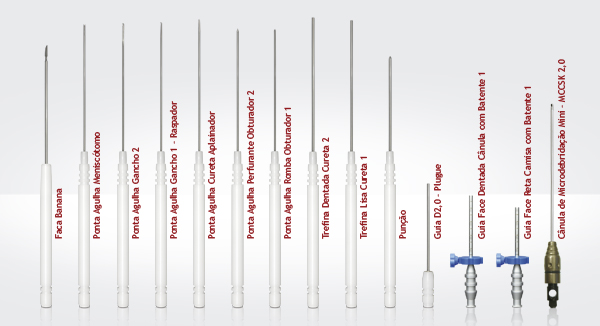 Faca Banana
Ponta Agulha Meniscótomo
Ponta Agulha Gancho 2
Ponta Agulha Gancho 1 - Raspador
Ponta Agulha Cureta Aplainador
Ponta Agulha Perfurante Obturador 2
Ponta Agulha Romba Obturador 1
Trefina Dentada Cureta 2
Trefina Lisa Cureta 1
Punção
Guia D2,0 - Plugue
Guia Face Dentada Cânula com Batente 1
Guia Face Reta Camisa com Batente 1
Cânula de Microdebridação Mini - MCCSK 2,0